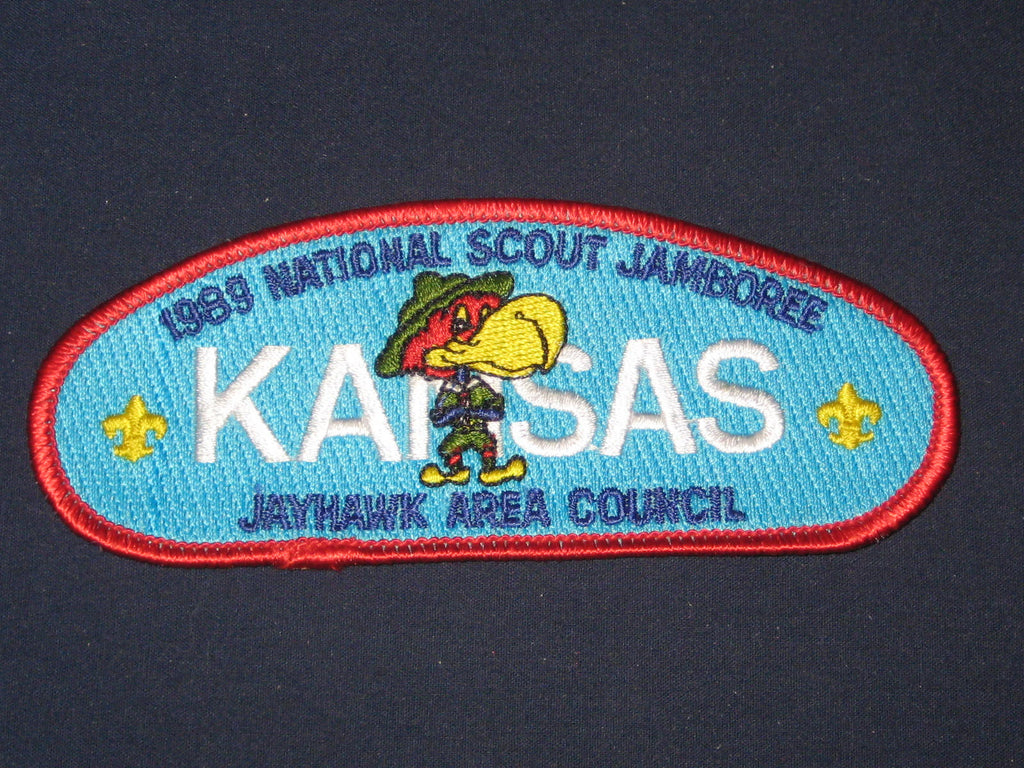 1989 NATIONAL SCOUT JAMBOREE
KANSAS
JAYHAWK AREA COUNCIL